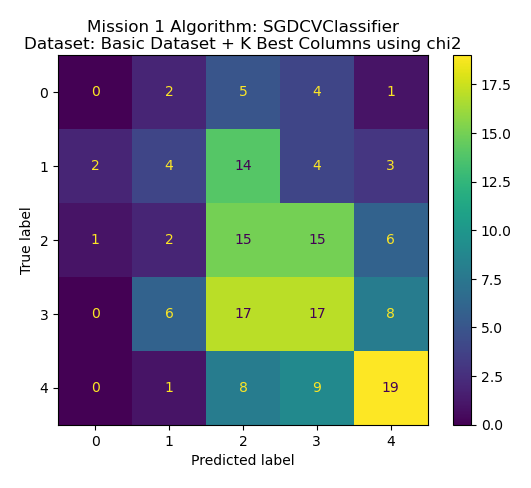 Mission 1 Algorithm: SGDCVClassifier
Dataset: Basic Dataset + K Best Columns using chi2
0 0 2 5 4 1
1 2 4 14 4 3
2 1 2 15 15 6
3 0 6 17 17 8
4 0 1 8 9 19
0 1 2 3 4
True label
Predicted label
17.5
15.0
12.5
10.0
7.5
5.0
2.5
0.0